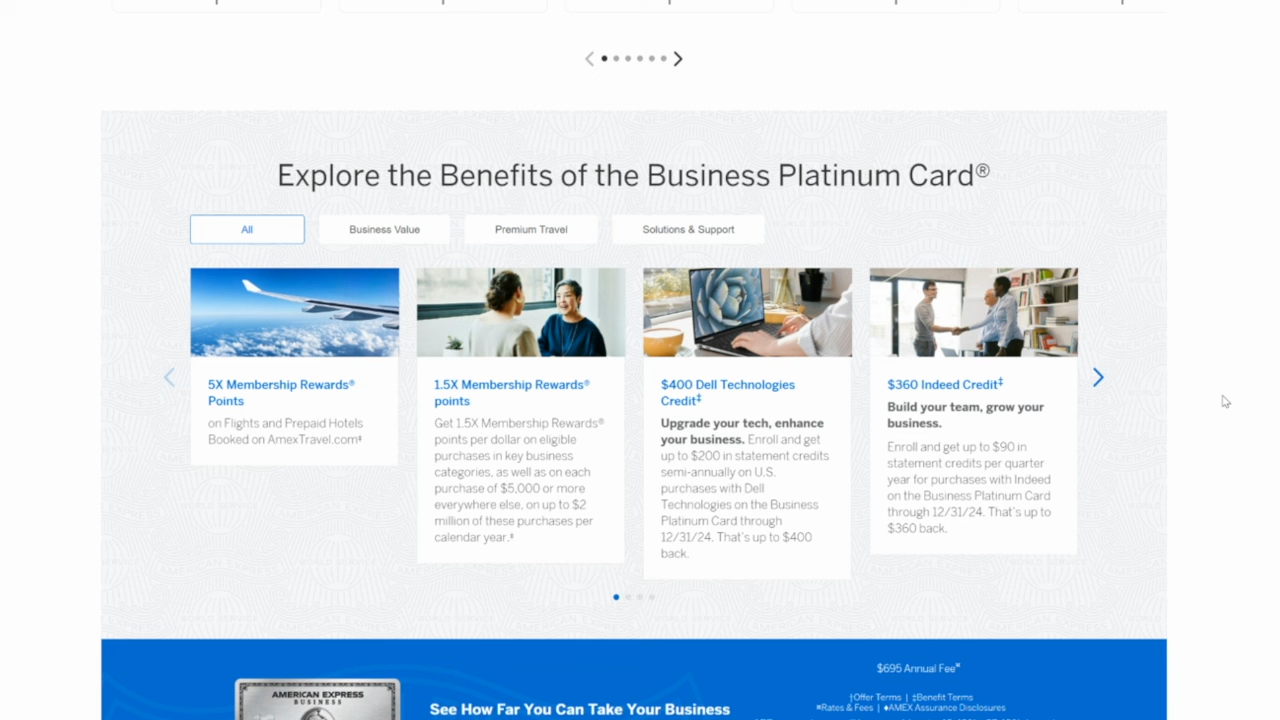 Explore the Benefits of the Business Platinum Card®
All
Business Value
Premium Travel
Solutions & Support
5X Membership Rewards®
Points
on Flights and Prepaid Hotels
Booked on AmexTravel.com‡
1.5X Membership Rewards®
points
Get 1.5X Membership Rewards®
points per dollar on eligible
purchases in key business
categories, as well as on each
purchase of $5,000 or more
everywhere else, on up to $2
million of these purchases per
calendar year.‡
$400 Dell Technologies
Credit‡
Upgrade your tech, enhance
your business. Enroll and get
up to $200 in statement credits
semi-annually on U.S.
purchases with Dell
Technologies on the Business
Platinum Card through
12/31/24. That's up to $400
back.
$360 Indeed Credit‡
Build your team, grow your
business.
Enroll and get up to $90 in
statement credits per quarter
year for purchases with Indeed
on the Business Platinum Card
through 12/31/24. That's up to
$360 back.
AMERICAN EXPRESS
BUSINESS
See How Far You Can Take Your Business
$695 Annual Fee¤
†Offer Terms | ‡Benefit Terms
¤Rates & Fees | ♦AMEX Assurance Disclosures